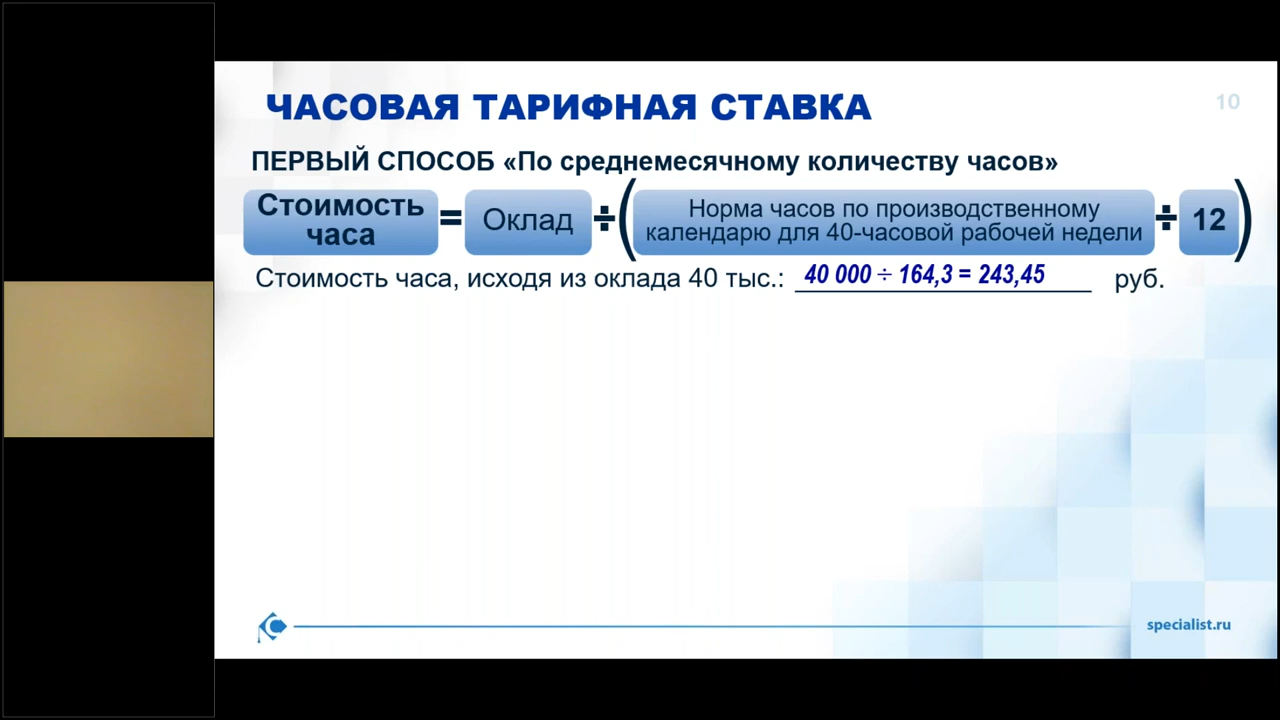 ЧАСОВАЯ ТАРИФНАЯ СТАВКА
10
ПЕРВЫЙ СПОСОБ «По среднемесячному количеству часов»
Стоимость
часа
=
Оклад
÷
(
Норма часов по производственному
календарю для 40-часовой рабочей недели
÷
12
)
Стоимость часа, исходя из оклада 40 тыс.: 40 000 ÷ 164,3 = 243,45 руб.
specialist.ru